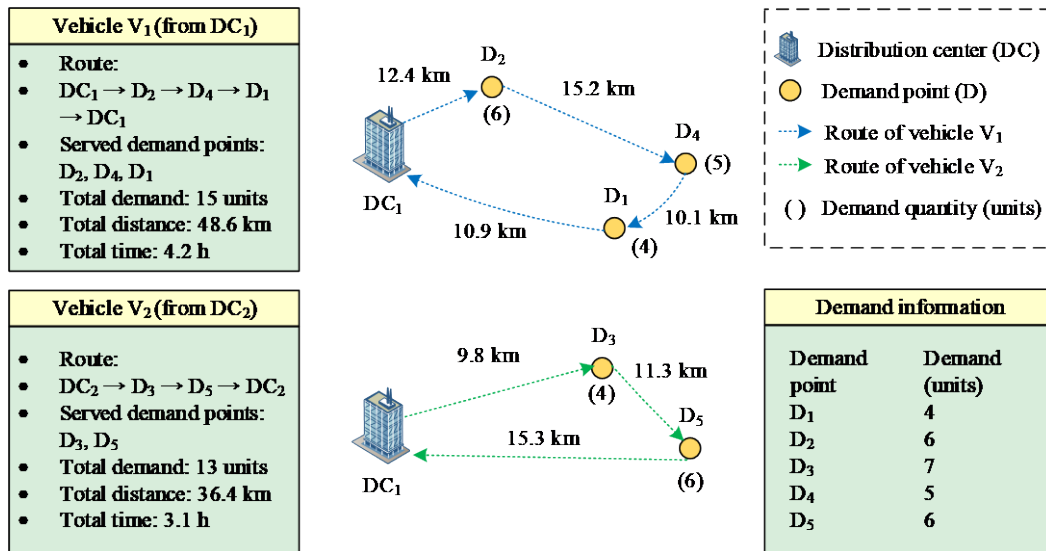 Vehicle V₁ (from DC₁)
• Route:
• DC₁ → D₂ → D₄ → D₁
→ DC₁
• Served demand points:
D₂, D₄, D₁
• Total demand: 15 units
• Total distance: 48.6 km
• Total time: 4.2 h
12.4 km
D₂
(6)
15.2 km
D₄
(5)
DC₁
D₁
(4)
10.1 km
10.9 km
Distribution center (DC)
Demand point (D)
Route of vehicle V₁
Route of vehicle V₂
( ) Demand quantity (units)
Vehicle V₂ (from DC₂)
• Route:
• DC₂ → D₃ → D₅ → DC₂
• Served demand points:
D₃, D₅
• Total demand: 13 units
• Total distance: 36.4 km
• Total time: 3.1 h
9.8 km
D₃
(4)
11.3 km
D₅
(6)
15.3 km
DC₁
Demand information
Demand point Demand (units)
D₁ 4
D₂ 6
D₃ 7
D₄ 5
D₅ 6